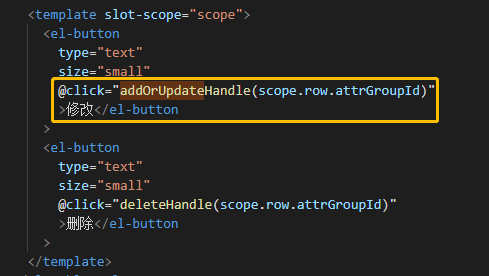 <template slot-scope="scope">
<el-button
type="text"
size="small"
@click="addOrUpdateHandle(scope.row.attrGroupId)"
>修改</el-button
>
<el-button
type="text"
size="small"
@click="deleteHandle(scope.row.attrGroupId)"
>删除</el-button
>
</template>